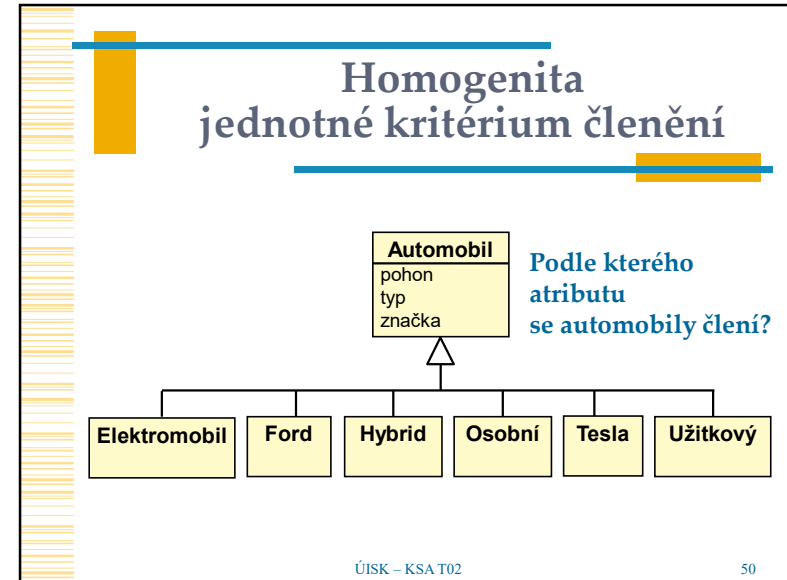 Homogenita
jednotné kritérium členění
Automobil
pohon
typ
značka
Podle kterého
atributu
se automobily člení?
Elektromobil
Ford
Hybrid
Osobní
Tesla
Užitkový
ÚISK – KSA T02
50